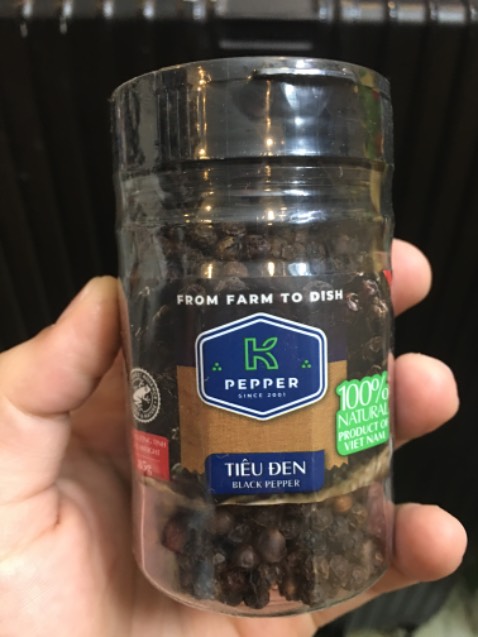 FROM FARM TO DISH
K
PEPPER
SINCE 2001
100%
NATURAL
PRODUCT OF
VIET NAM
TIÊU ĐEN
BLACK PEPPER